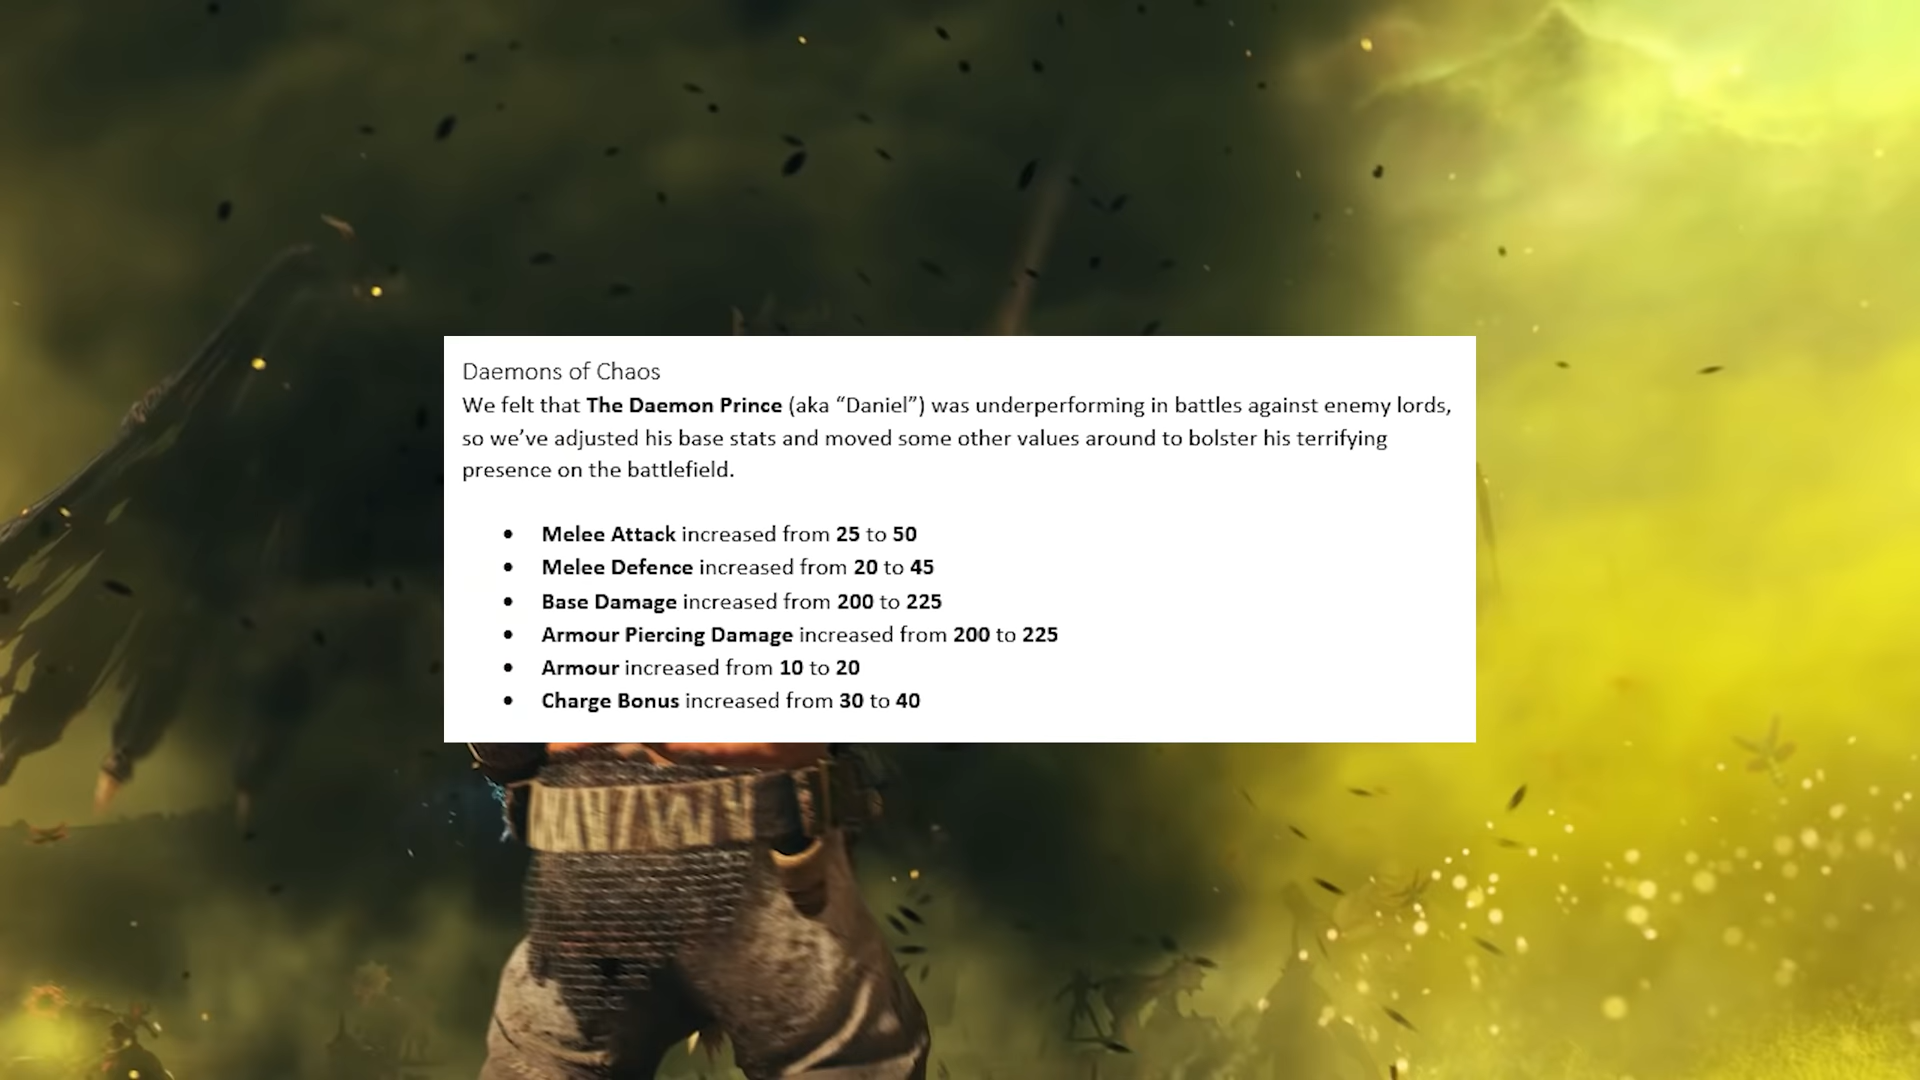 Daemons of Chaos
We felt that The Daemon Prince (aka “Daniel”) was underperforming in battles against enemy lords,
so we’ve adjusted his base stats and moved some other values around to bolster his terrifying
presence on the battlefield.
• Melee Attack increased from 25 to 50
• Melee Defence increased from 20 to 45
• Base Damage increased from 200 to 225
• Armour Piercing Damage increased from 200 to 225
• Armour increased from 10 to 20
• Charge Bonus increased from 30 to 40